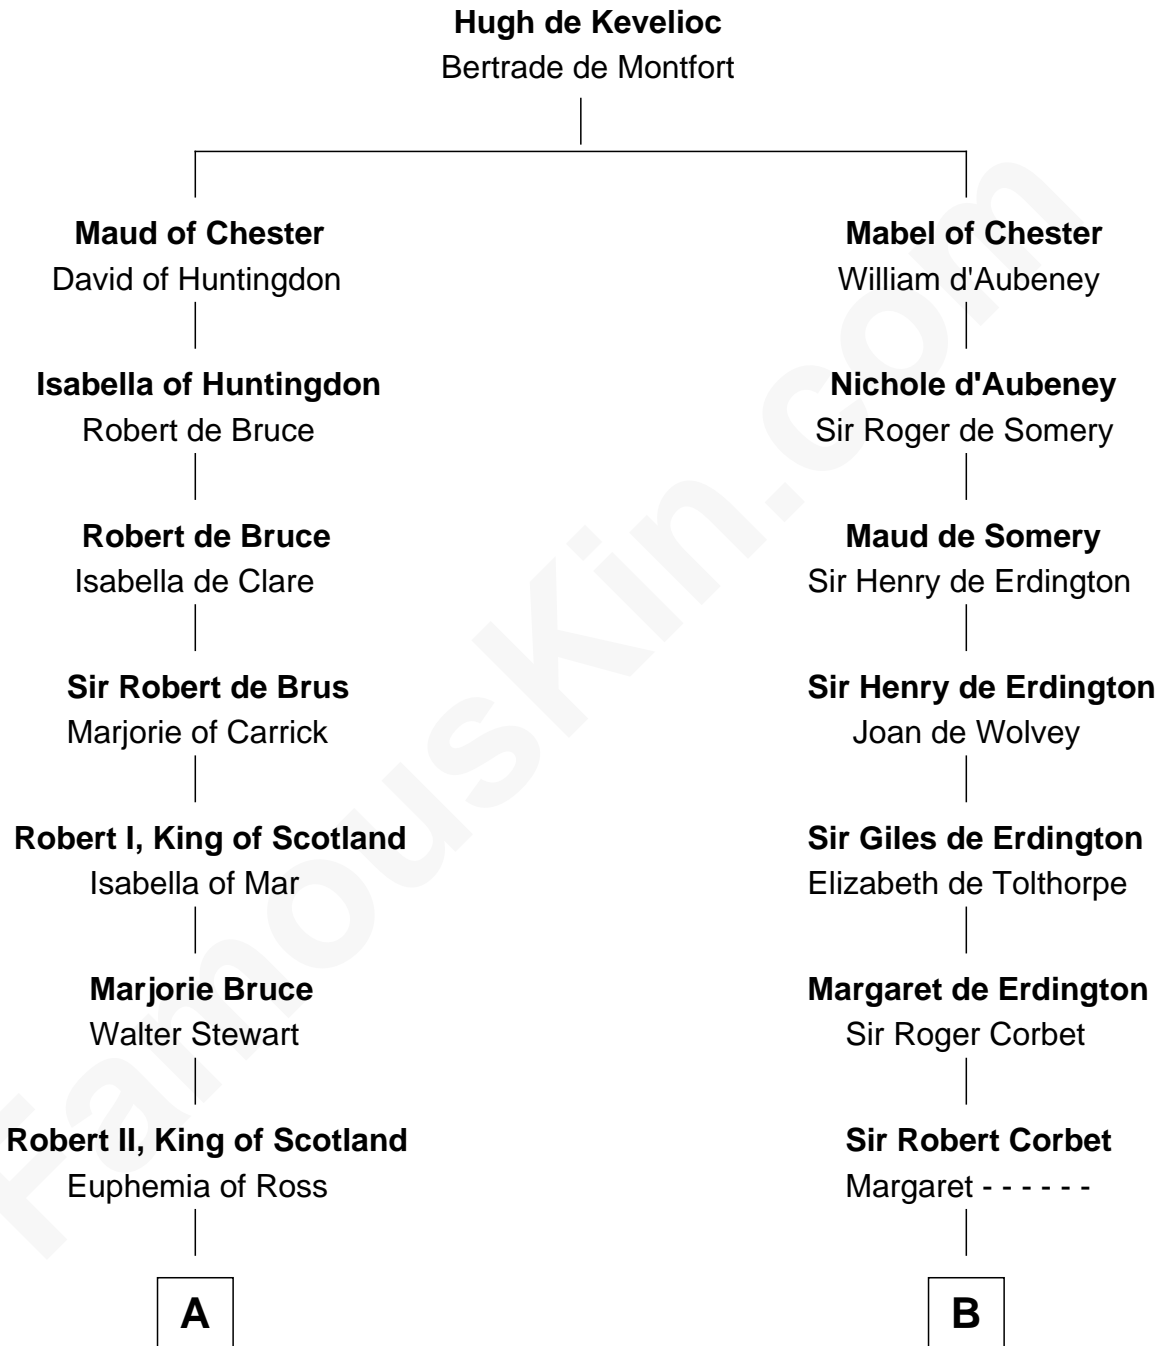 Hugh de Kevelioc
Bertrade de Montfort
Maud of Chester
David of Huntingdon
Isabella of Huntingdon
Robert de Bruce
Robert de Bruce
Isabella de Clare
Sir Robert de Brus
Marjorie of Carrick
Robert I, King of Scotland
Isabella of Mar
Marjorie Bruce
Walter Stewart
Robert II, King of Scotland
Euphemia of Ross
A
Mabel of Chester
William d'Aubeney
Nichole d'Aubeney
Sir Roger de Somery
Maud de Somery
Sir Henry de Erdington
Sir Henry de Erdington
Joan de Wolvey
Sir Giles de Erdington
Elizabeth de Tolthorpe
Margaret de Erdington
Sir Roger Corbet
Sir Robert Corbet
Margaret - - - - - -
B
FamousKin.com